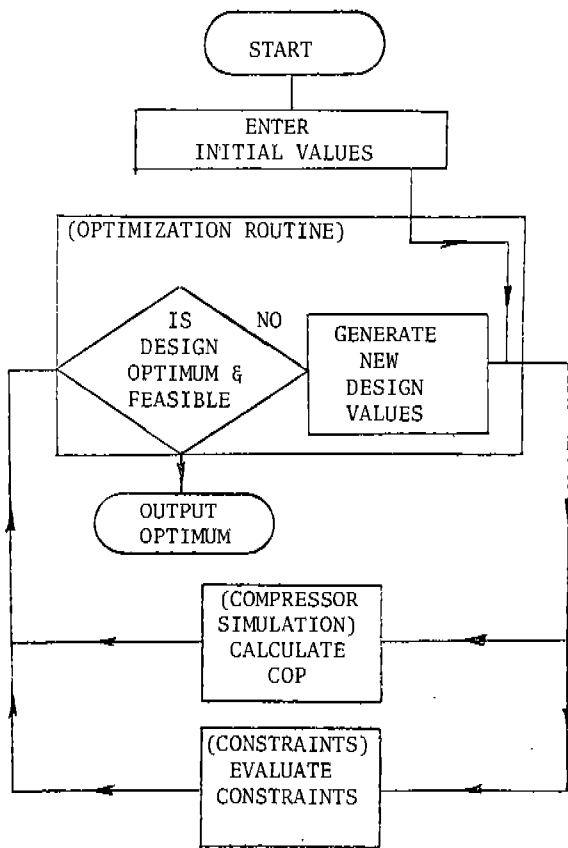 START
ENTER
INITIAL VALUES
(OPTIMIZATION ROUTINE)
IS
DESIGN
OPTIMUM &
FEASIBLE
NO
GENERATE
NEW
DESIGN
VALUES
OUTPUT
OPTIMUM
(COMPRESSOR
SIMULATION)
CALCULATE
COP
(CONSTRAINTS)
EVALUATE
CONSTRAINTS